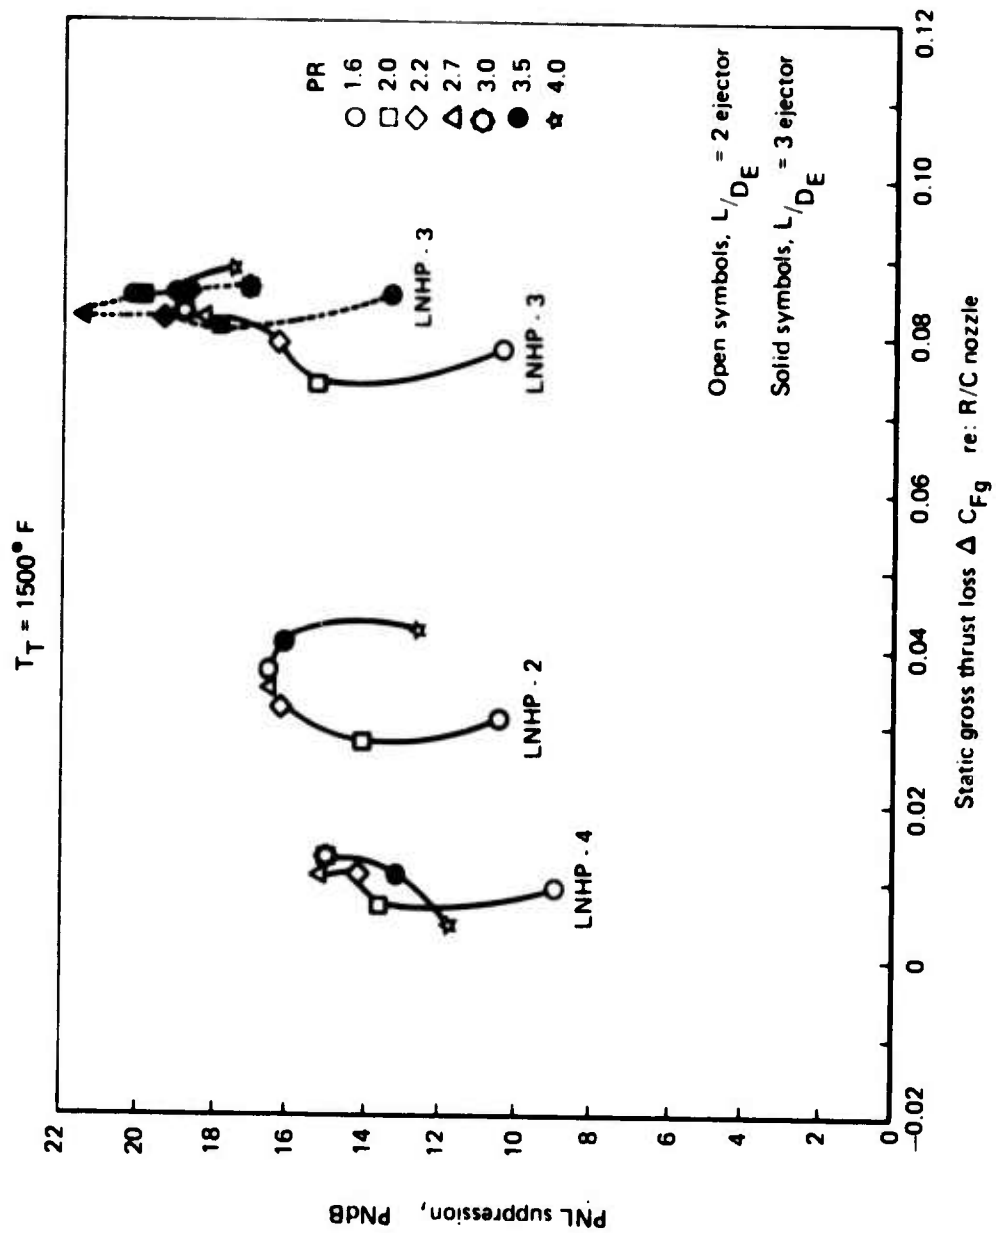 T_T = 1500° F
PNL suppression, PNdB
22
20
18
16
14
12
10
8
6
4
2
0
-0.02
0
0.02
0.04
0.06
0.08
0.10
0.12
Static gross thrust loss Δ C_Fg re: R/C nozzle
LNHP - 4
LNHP - 2
LNHP - 3
LNHP - 3
PR
1.6
2.0
2.2
2.7
3.0
3.5
4.0
Open symbols, L/D_E = 2 ejector
Solid symbols, L/D_E = 3 ejector